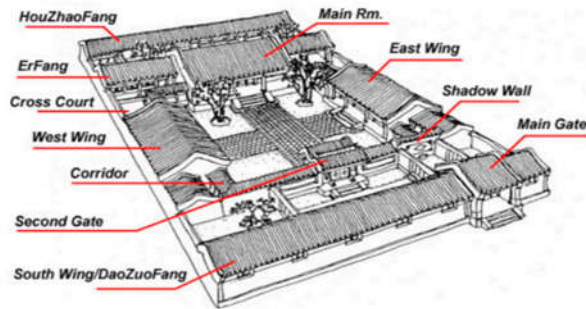 HouZhaoFang
Main Rm.
ErFang
East Wing
Cross Court
Shadow Wall
West Wing
Main Gate
Corridor
Second Gate
South Wing/DaoZuoFang